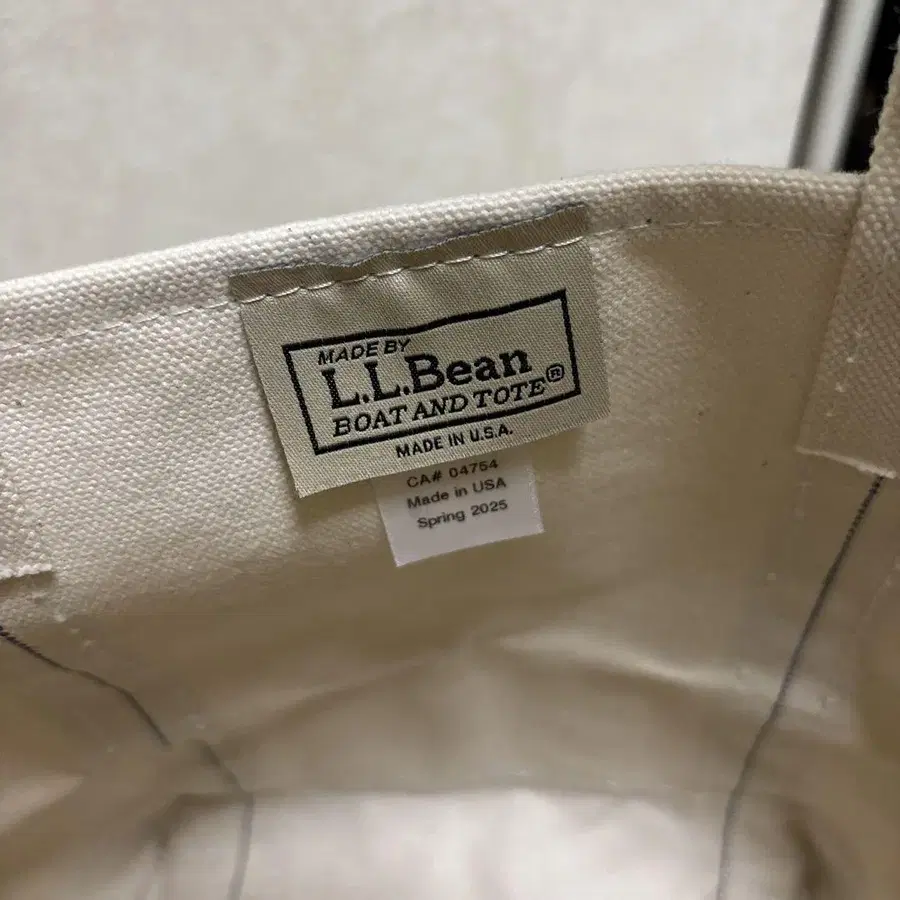 MADE BY
L.L.Bean
BOAT AND TOTE®
MADE IN U.S.A.
CA# 04754
Made in USA
Spring 2025